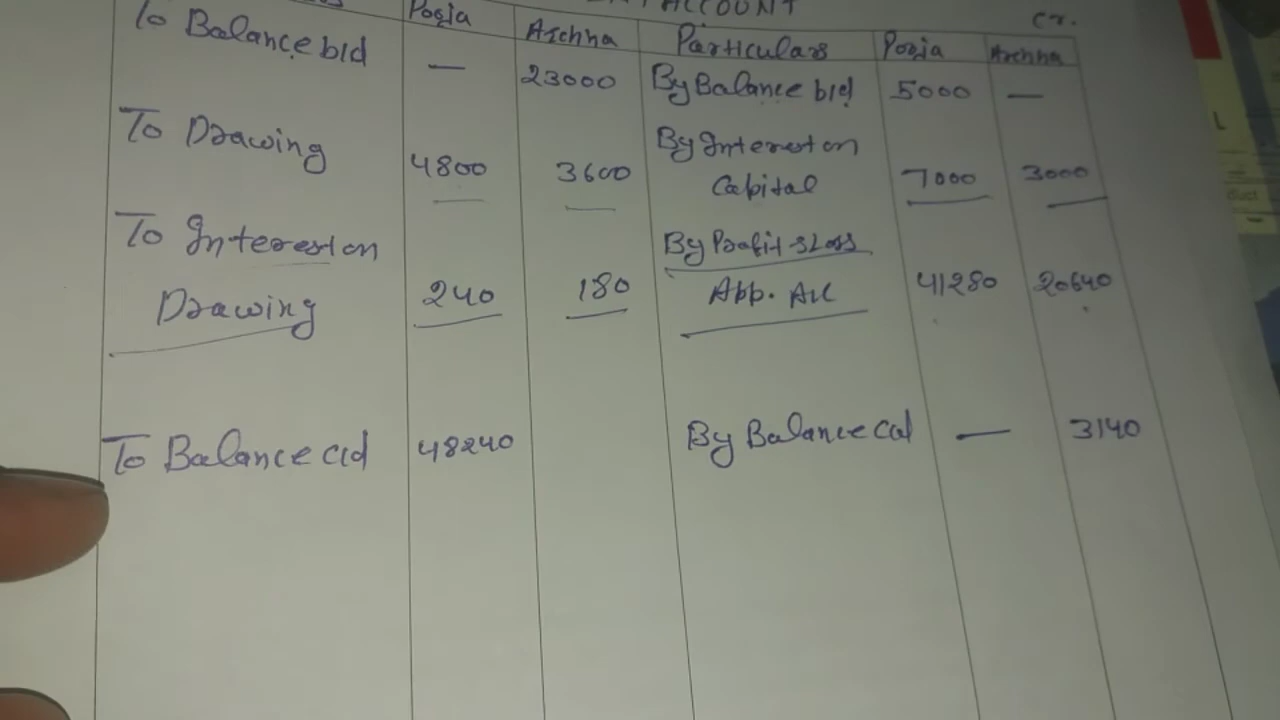 ACCOUNT
Cr.
Pooja Archna Particulars Pooja Archna
To Balance b/d — 23000 By Balance b/d 5000 —
To Drawing 4800 3600 By Interest on
Capital 7000 3000
To Interest on By Profit & Loss
Drawing 240 180 App. A/c 41280 20640
To Balance c/d 48240 By Balance c/d — 3140